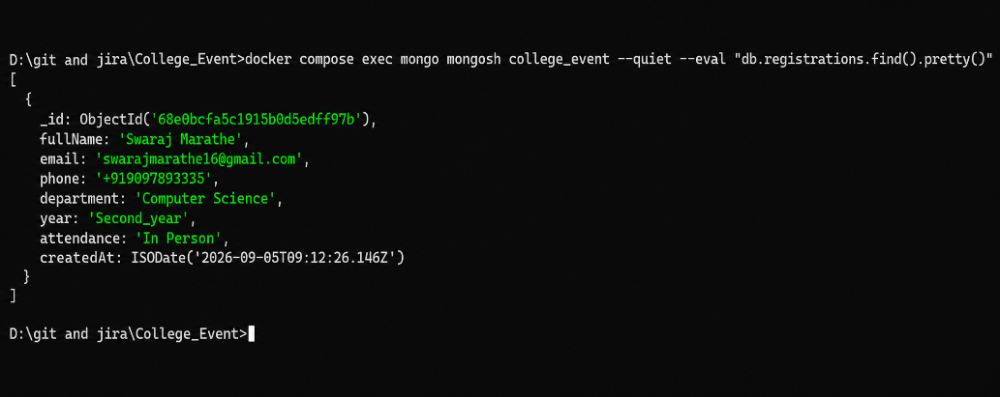 D:\git and jira\College_Event>docker compose exec mongo mongosh college_event --quiet --eval "db.registrations.find().pretty()"
[
  {
    _id: ObjectId('68e0bcfa5c1915b0d5edff97b'),
    fullName: 'Swaraj Marathe',
    email: 'swarajmarathe16@gmail.com',
    phone: '+919097893335',
    department: 'Computer Science',
    year: 'Second_year',
    attendance: 'In Person',
    createdAt: ISODate('2026-09-05T09:12:26.146Z')
  }
]
D:\git and jira\College_Event>